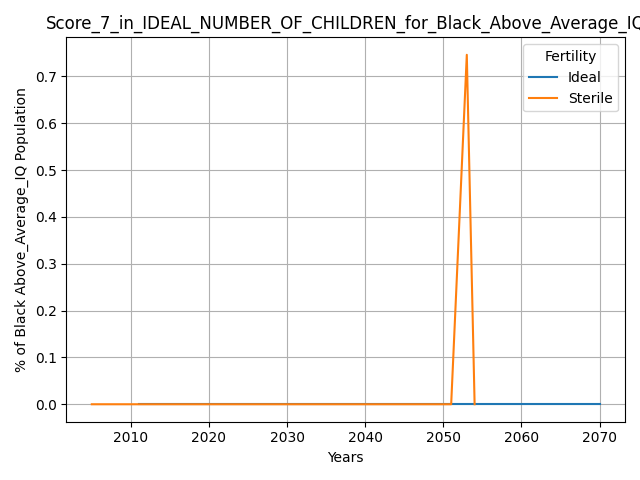 Score_7_in_IDEAL_NUMBER_OF_CHILDREN_for_Black_Above_Average_IQ
Fertility
Ideal
Sterile
% of Black Above_Average_IQ Population
0.7
0.6
0.5
0.4
0.3
0.2
0.1
0.0
2010 2020 2030 2040 2050 2060 2070
Years